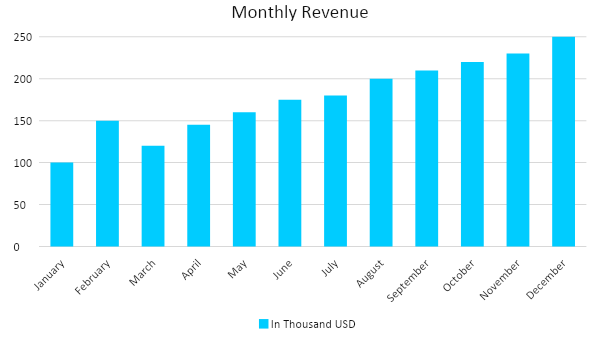 Monthly Revenue
250
200
150
100
50
0
January
February
March
April
May
June
July
August
September
October
November
December
In Thousand USD